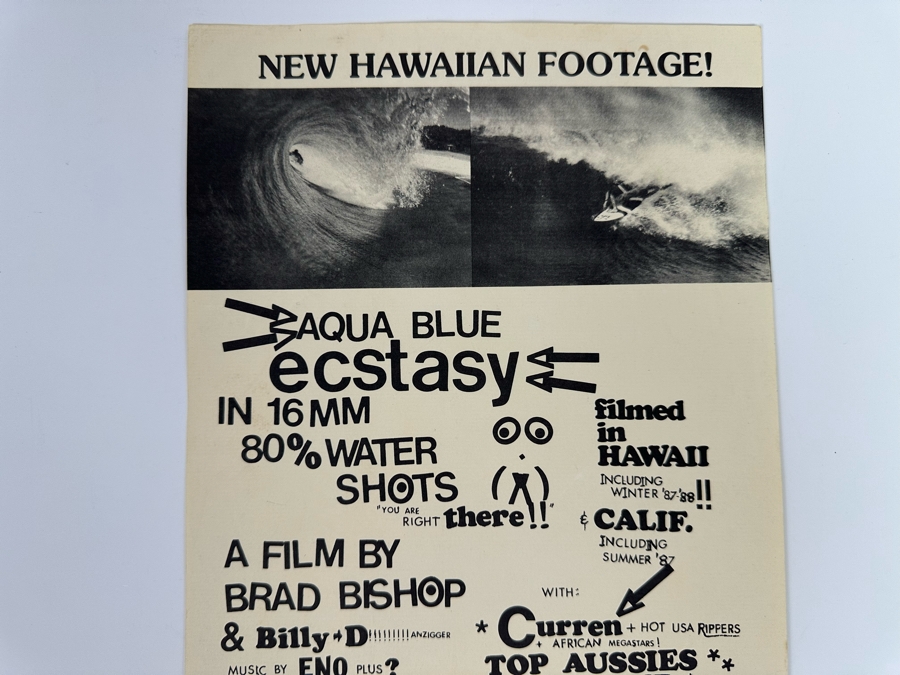 NEW HAWAIIAN FOOTAGE!
AQUA BLUE
ecstasy
IN 16MM
80% WATER
SHOTS
"YOU ARE
RIGHT there!!"
filmed
in
HAWAII
INCLUDING
WINTER '87-'88!!
& CALIF.
INCLUDING
SUMMER '87
A FILM BY
BRAD BISHOP
& Billy "D!!!!!!!!! ANZIGGER
MUSIC BY ENO PLUS?
WITH:
* Curren + HOT USA RIPPERS
+ AFRICAN MEGASTARS!
TOP AUSSIES **